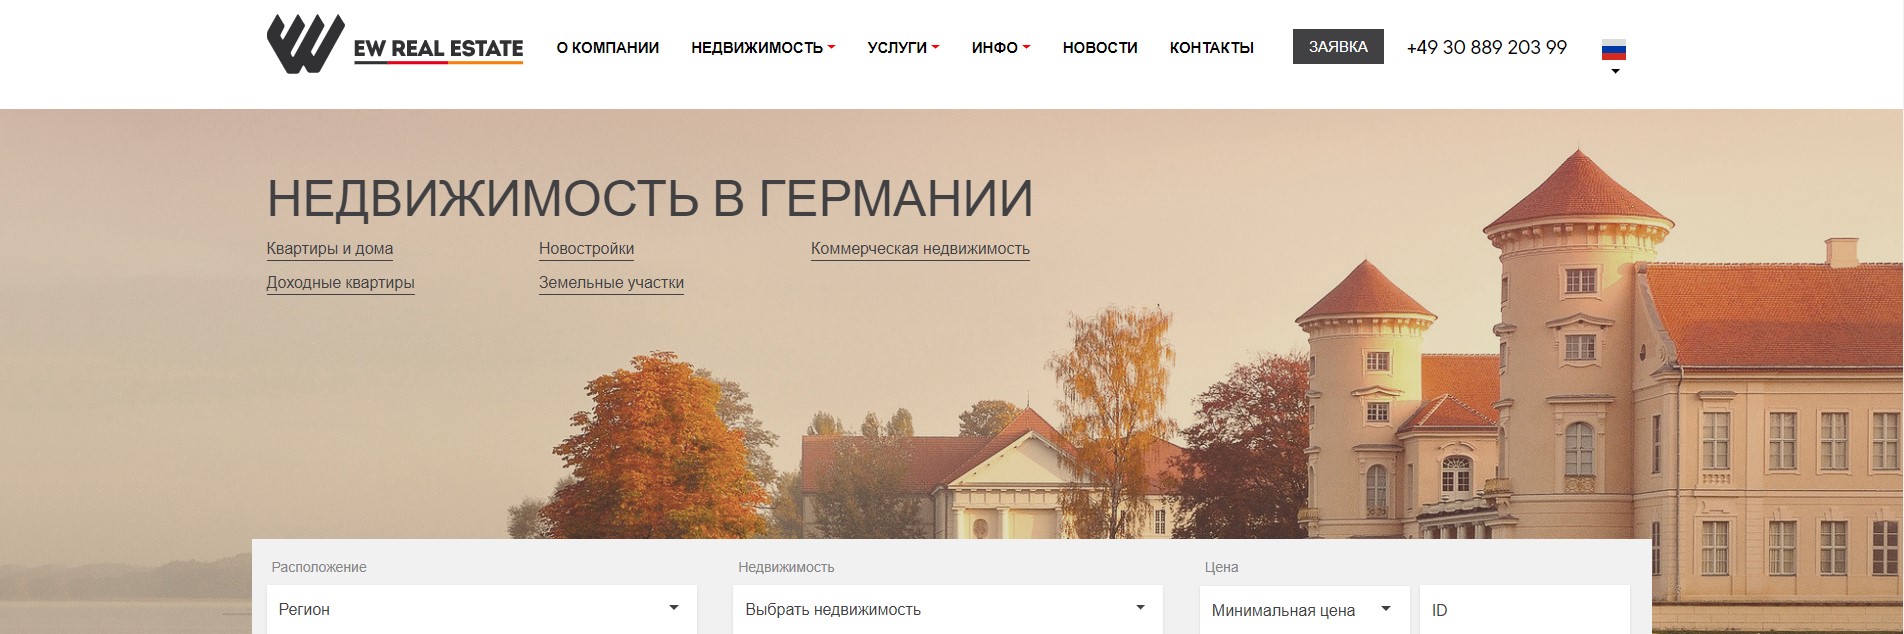 EW REAL ESTATE
О КОМПАНИИ НЕДВИЖИМОСТЬ УСЛУГИ ИНФО НОВОСТИ КОНТАКТЫ ЗАЯВКА +49 30 889 203 99
НЕДВИЖИМОСТЬ В ГЕРМАНИИ
Квартиры и дома Новостройки Коммерческая недвижимость
Доходные квартиры Земельные участки
Расположение Недвижимость Цена
Регион Выбрать недвижимость Минимальная цена ID